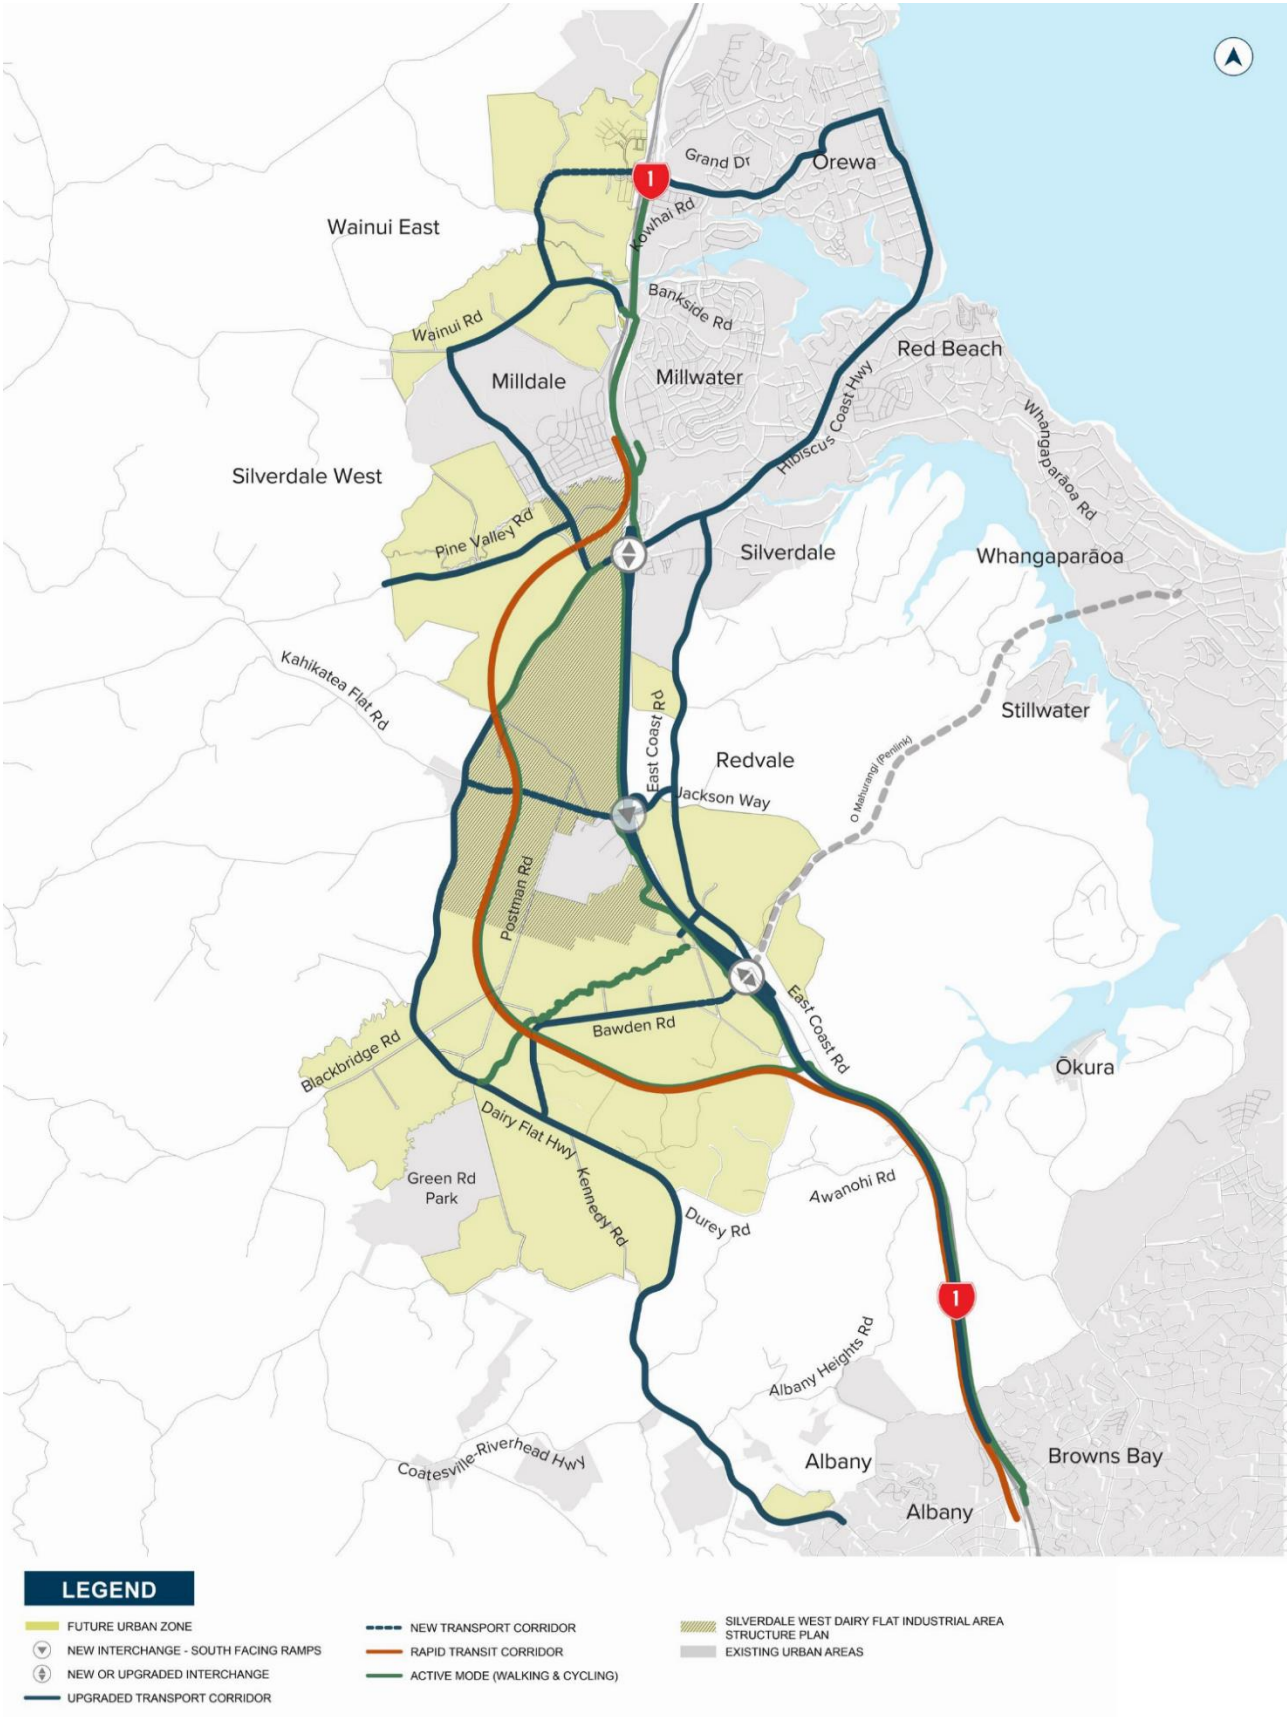 1
Grand Dr
Orewa
Wainui East
Kowhai Rd
Bankside Rd
Wainui Rd
Red Beach
Milldale
Millwater
Hibiscus Coast Hwy
Whangaparāoa Rd
Silverdale West
Pine Valley Rd
Silverdale
Whangaparāoa
Kahikatea Flat Rd
Stillwater
East Coast Rd
Redvale
O Mahurangi (Penlink)
Jackson Way
Postman Rd
East Coast Rd
Bawden Rd
Blackbridge Rd
Ōkura
Dairy Flat Hwy
Green Rd
Park
Kennedy Rd
Awanohi Rd
Durey Rd
1
Albany Heights Rd
Coatesville-Riverhead Hwy
Albany
Browns Bay
Albany
LEGEND
FUTURE URBAN ZONE
NEW INTERCHANGE - SOUTH FACING RAMPS
NEW OR UPGRADED INTERCHANGE
UPGRADED TRANSPORT CORRIDOR
NEW TRANSPORT CORRIDOR
RAPID TRANSIT CORRIDOR
ACTIVE MODE (WALKING & CYCLING)
SILVERDALE WEST DAIRY FLAT INDUSTRIAL AREA
STRUCTURE PLAN
EXISTING URBAN AREAS